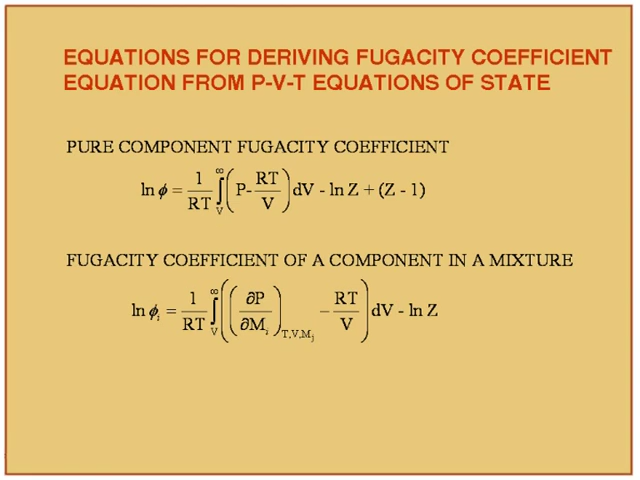 EQUATIONS FOR DERIVING FUGACITY COEFFICIENT
EQUATION FROM P-V-T EQUATIONS OF STATE
PURE COMPONENT FUGACITY COEFFICIENT
ln ϕ = 1/RT ∫_V^∞ (P- RT/V) dV - ln Z + (Z - 1)
FUGACITY COEFFICIENT OF A COMPONENT IN A MIXTURE
ln ϕ_i = 1/RT ∫_V^∞ ((∂P/∂M_i)_T,V,M_j − RT/V) dV - ln Z